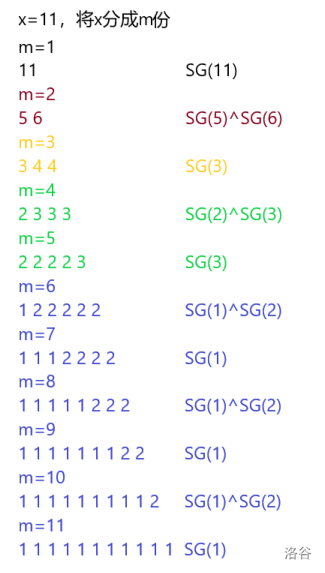 x=11，将x分成m份
m=1
11 SG(11)
m=2
5 6 SG(5)^SG(6)
m=3
3 4 4 SG(3)
m=4
2 3 3 3 SG(2)^SG(3)
m=5
2 2 2 2 3 SG(3)
m=6
1 2 2 2 2 2 SG(1)^SG(2)
m=7
1 1 1 2 2 2 2 SG(1)
m=8
1 1 1 1 1 2 2 2 SG(1)^SG(2)
m=9
1 1 1 1 1 1 1 2 2 SG(1)
m=10
1 1 1 1 1 1 1 1 1 2 SG(1)^SG(2)
m=11
1 1 1 1 1 1 1 1 1 1 1 SG(1)
洛谷